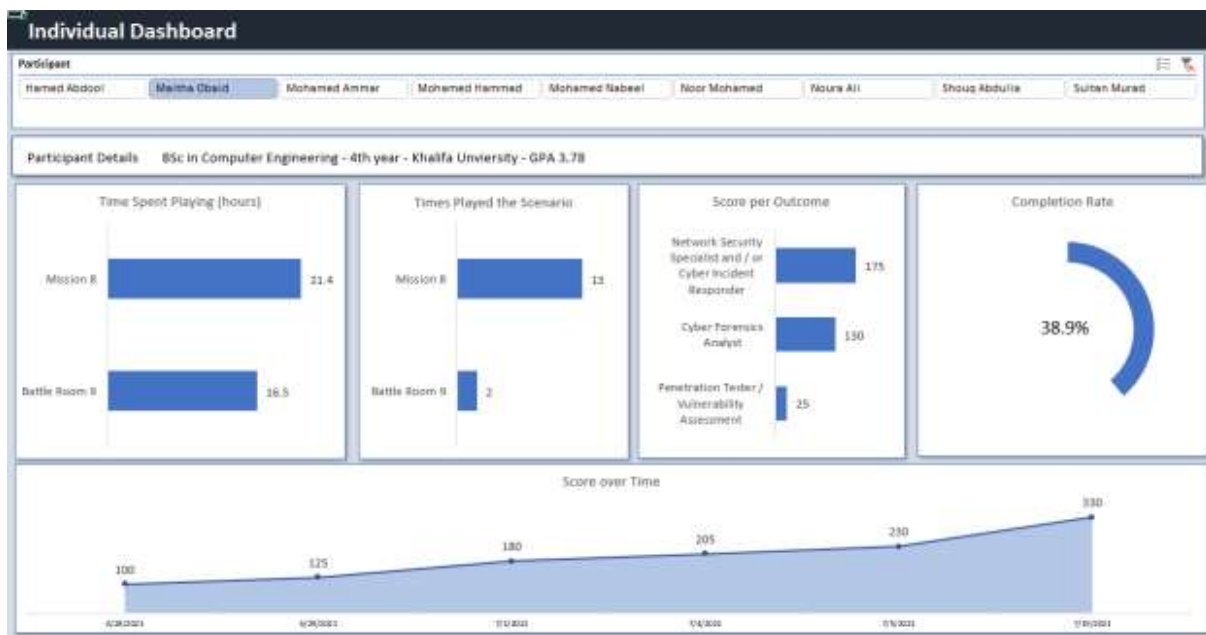 Individual Dashboard
Participant
Hamed Abdool
Maitha Obaid
Mohamed Ammar
Mohamed Hammad
Mohamed Nabeel
Noor Mohamed
Noura Ali
Shouq Abdulla
Sultan Murad
Participant Details BSc in Computer Engineering - 4th year - Khalifa Unviersity - GPA 3.78
Time Spent Playing (hours)
Mission 8
21.4
Battle Room 9
16.5
Times Played the Scenario
Mission 8
13
Battle Room 9
2
Score per Outcome
Network Security
Specialist and / or
Cyber Incident
Responder
175
Cyber Forensics
Analyst
130
Penetration Tester /
Vulnerability
Assessment
25
Completion Rate
38.9%
Score over Time
100
125
180
205
230
330